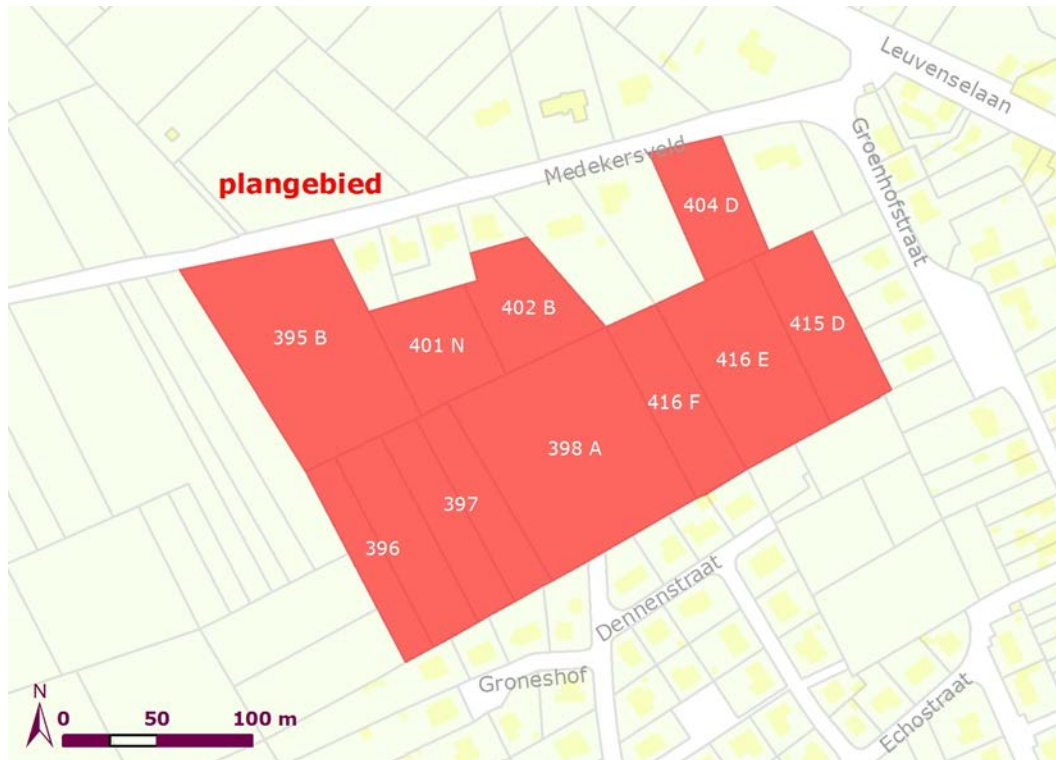 Leuvenselaan
Groenhofstraat
Medekersveld
plangebied
404 D
402 B
415 D
395 B
401 N
416 E
416 F
398 A
397
396
Dennenstraat
Groneshof
Echostraat
N
0 50 100 m